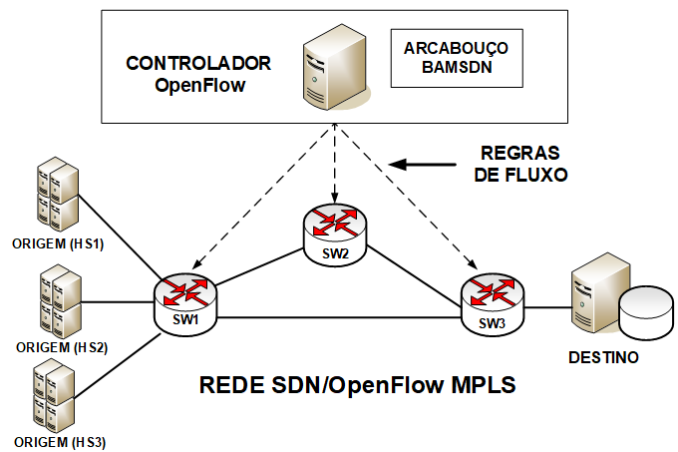 CONTROLADOR
OpenFlow
ARCABOUÇO
BAMSDN
REGRAS
DE FLUXO
ORIGEM (HS1)
SW2
ORIGEM (HS2)
SW1
SW3
DESTINO
REDE SDN/OpenFlow MPLS
ORIGEM (HS3)